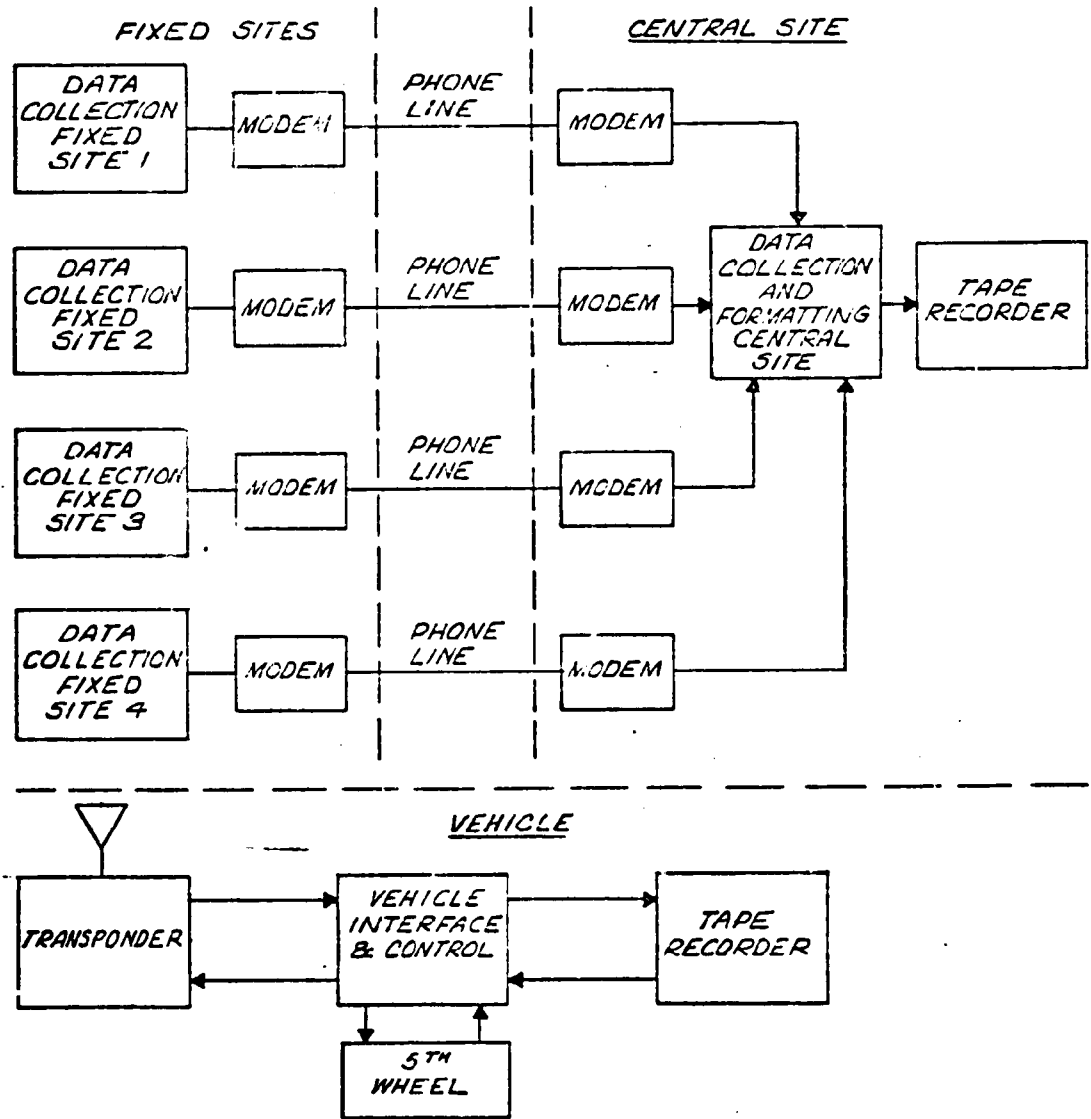 FIXED SITES
CENTRAL SITE
DATA
COLLECTION
FIXED
SITE 1
MODEM
PHONE
LINE
MODEM
DATA
COLLECTION
FIXED
SITE 2
MODEM
PHONE
LINE
MODEM
DATA
COLLECTION
AND
FORMATTING
CENTRAL
SITE
TAPE
RECORDER
DATA
COLLECTION
FIXED
SITE 3
MODEM
PHONE
LINE
MODEM
DATA
COLLECTION
FIXED
SITE 4
MODEM
PHONE
LINE
MODEM
VEHICLE
TRANSPONDER
VEHICLE
INTERFACE
& CONTROL
TAPE
RECORDER
5TH
WHEEL